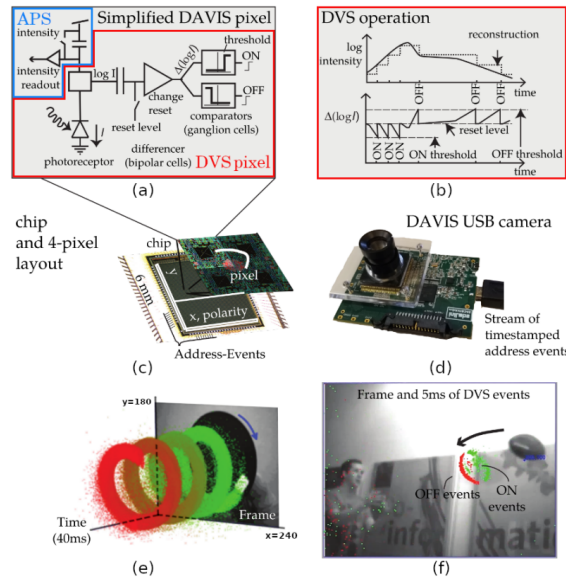 APS
Simplified DAVIS pixel
intensity
intensity
readout
log I
Δ(logI)
threshold
ON
OFF
change
reset
reset level
comparators
(ganglion cells)
I
photoreceptor
differencer
(bipolar cells)
DVS pixel
(a)
DVS operation
log
intensity
reconstruction
OFF
OFF
OFF
time
Δ(logI)
reset level
ON
ON
ON
ON threshold
OFF threshold
time
(b)
chip
and 4-pixel
layout
chip
pixel
y
6 mm
x, polarity
Address-Events
(c)
DAVIS USB camera
Stream of
timestamped
address events
(d)
y=180
Time
(40ms)
Frame
x=240
(e)
Frame and 5ms of DVS events
OFF events
ON
events
informati
(f)